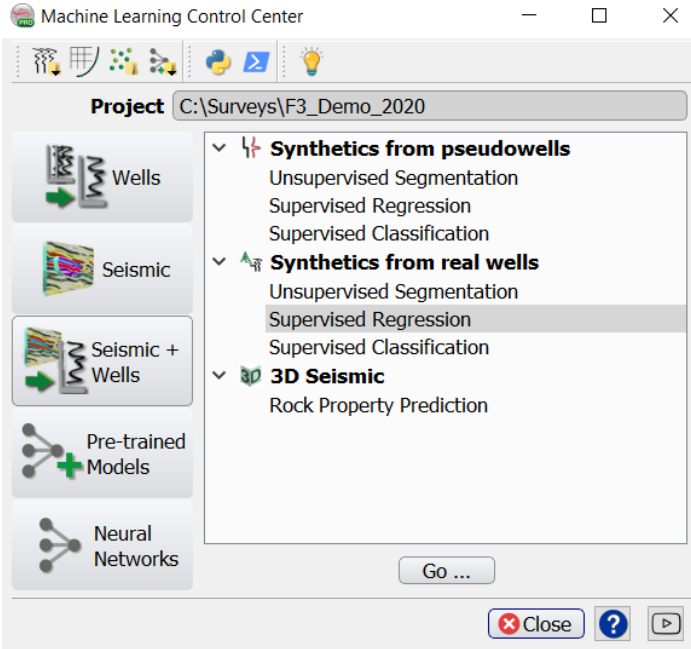 Machine Learning Control Center
PRO
Project C:\Surveys\F3_Demo_2020
Wells
Seismic
Seismic +
Wells
Pre-trained
Models
Neural
Networks
Synthetics from pseudowells
Unsupervised Segmentation
Supervised Regression
Supervised Classification
Synthetics from real wells
Unsupervised Segmentation
Supervised Regression
Supervised Classification
3D 3D Seismic
Rock Property Prediction
Go ...
Close ?